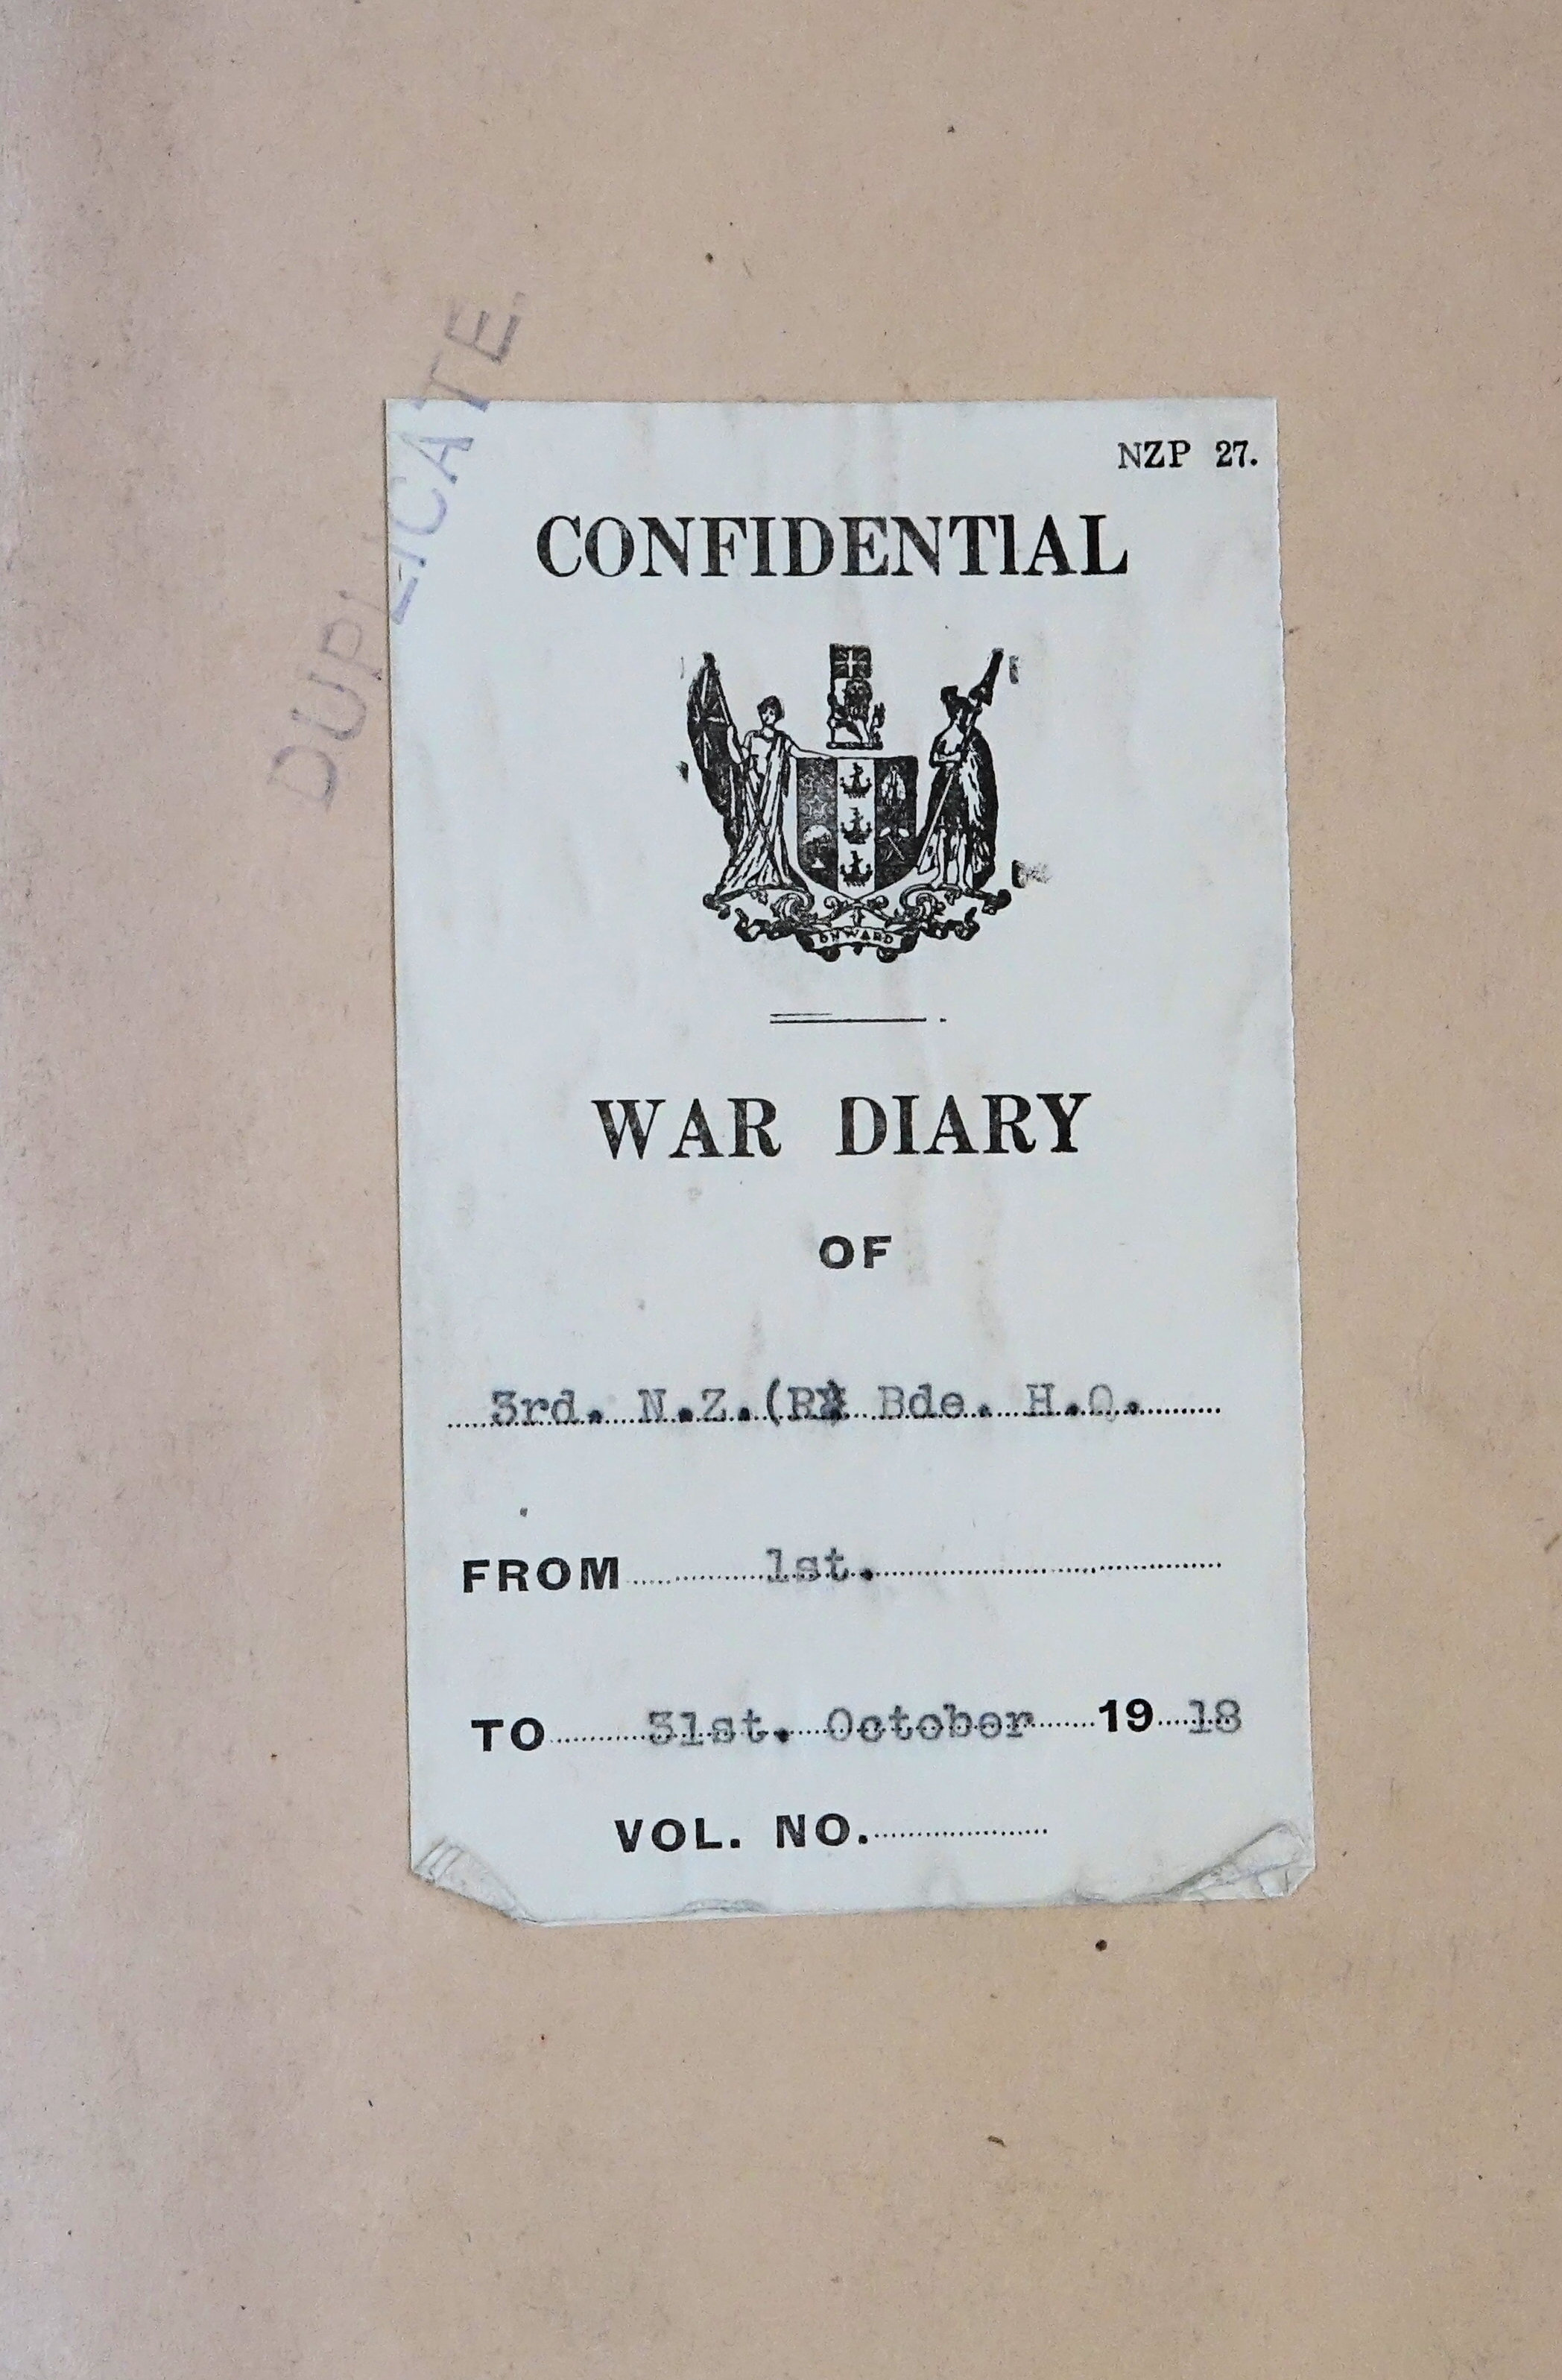 DUPLICATE
NZP 27.
CONFIDENTIAL
ONWARD
WAR DIARY
OF
3rd. N.Z.(R) Bde. H.Q.
FROM 1st.
TO 31st. October 19 18
VOL. NO.